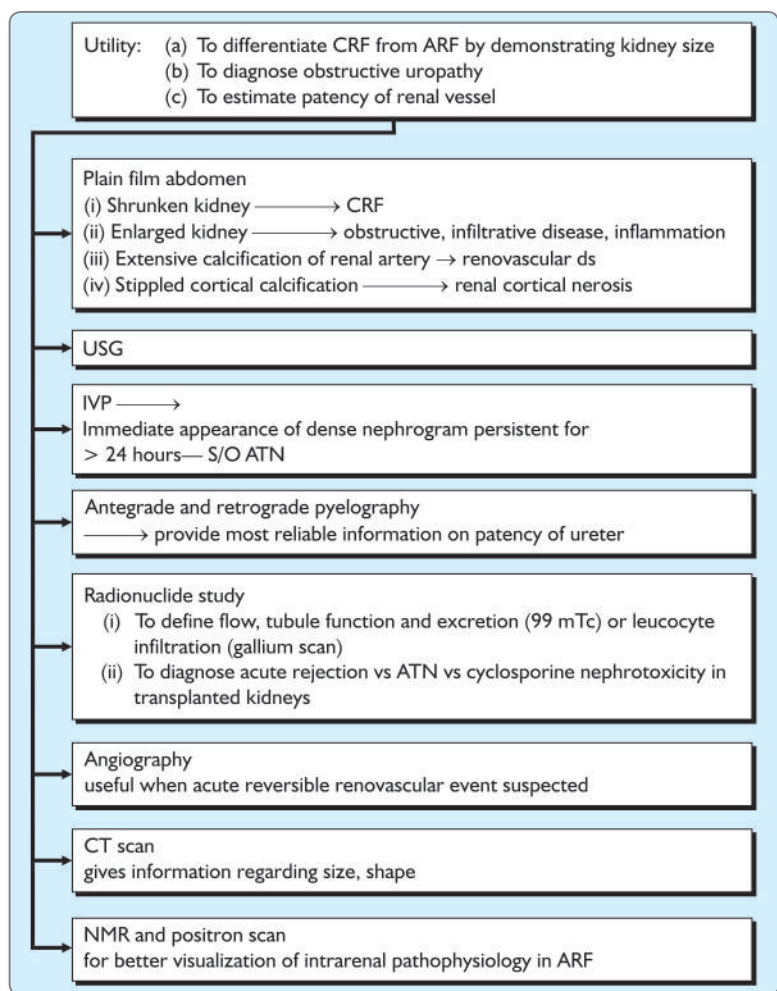 Utility: (a) To differentiate CRF from ARF by demonstrating kidney size
(b) To diagnose obstructive uropathy
(c) To estimate patency of renal vessel
Plain film abdomen
(i) Shrunken kidney ⟶ CRF
(ii) Enlarged kidney ⟶ obstructive, infiltrative disease, inflammation
(iii) Extensive calcification of renal artery → renovascular ds
(iv) Stippled cortical calcification ⟶ renal cortical nerosis
USG
IVP ⟶
Immediate appearance of dense nephrogram persistent for
> 24 hours— S/O ATN
Antegrade and retrograde pyelography
⟶ provide most reliable information on patency of ureter
Radionuclide study
(i) To define flow, tubule function and excretion (99 mTc) or leucocyte
infiltration (gallium scan)
(ii) To diagnose acute rejection vs ATN vs cyclosporine nephrotoxicity in
transplanted kidneys
Angiography
useful when acute reversible renovascular event suspected
CT scan
gives information regarding size, shape
NMR and positron scan
for better visualization of intrarenal pathophysiology in ARF